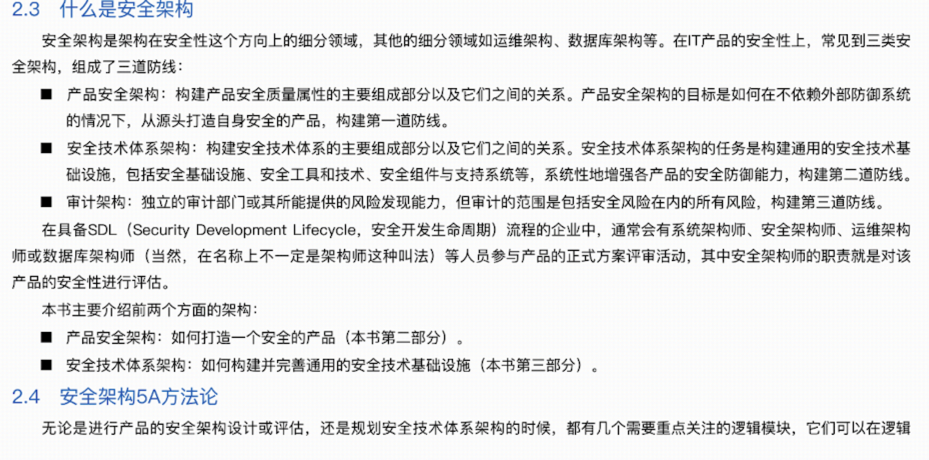 2.3 什么是安全架构
安全架构是架构在安全性这个方向上的细分领域，其他的细分领域如运维架构、数据库架构等。在IT产品的安全性上，常见到三类安
全架构，组成了三道防线：
■ 产品安全架构：构建产品安全质量属性的主要组成部分以及它们之间的关系。产品安全架构的目标是如何在不依赖外部防御系统
的情况下，从源头打造自身安全的产品，构建第一道防线。
■ 安全技术体系架构：构建安全技术体系的主要组成部分以及它们之间的关系。安全技术体系架构的任务是构建通用的安全技术基
础设施，包括安全基础设施、安全工具和技术、安全组件与支持系统等，系统性地增强各产品的安全防御能力，构建第二道防线。
■ 审计架构：独立的审计部门或其所能提供的风险发现能力，但审计的范围是包括安全风险在内的所有风险，构建第三道防线。
在具备SDL（Security Development Lifecycle，安全开发生命周期）流程的企业中，通常会有系统架构师、安全架构师、运维架构
师或数据库架构师（当然，在名称上不一定是架构师这种叫法）等人员参与产品的正式方案评审活动，其中安全架构师的职责就是对该
产品的安全性进行评估。
本书主要介绍前两个方面的架构：
■ 产品安全架构：如何打造一个安全的产品（本书第二部分）。
■ 安全技术体系架构：如何构建并完善通用的安全技术基础设施（本书第三部分）。
2.4 安全架构5A方法论
无论是进行产品的安全架构设计或评估，还是规划安全技术体系架构的时候，都有几个需要重点关注的逻辑模块，它们可以在逻辑